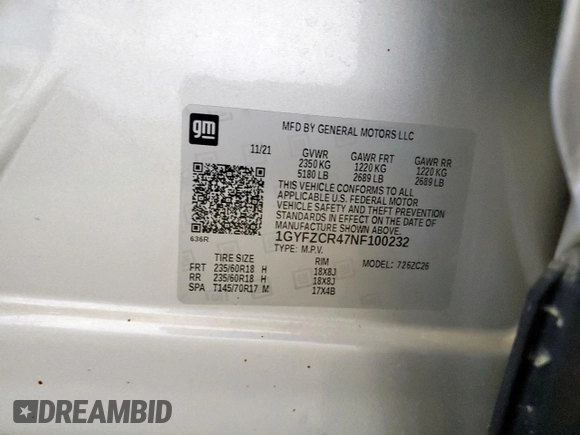 gm
MFD BY GENERAL MOTORS LLC
11/21 GVWR GAWR FRT GAWR RR
2350 KG 1220 KG 1220 KG
5180 LB 2689 LB 2689 LB
THIS VEHICLE CONFORMS TO ALL
APPLICABLE U.S. FEDERAL MOTOR
VEHICLE SAFETY AND THEFT PREVENTION
STANDARDS IN EFFECT ON THE DATE OF
MANUFACTURE SHOWN ABOVE.
636R
1GYFZCR47NF100232
TYPE: M.P.V. MODEL: 726ZC26
TIRE SIZE RIM
FRT 235/60R18 H 18X8J
RR 235/60R18 H 18X8J
SPA T145/70R17 M 17X4B
DREAMBID